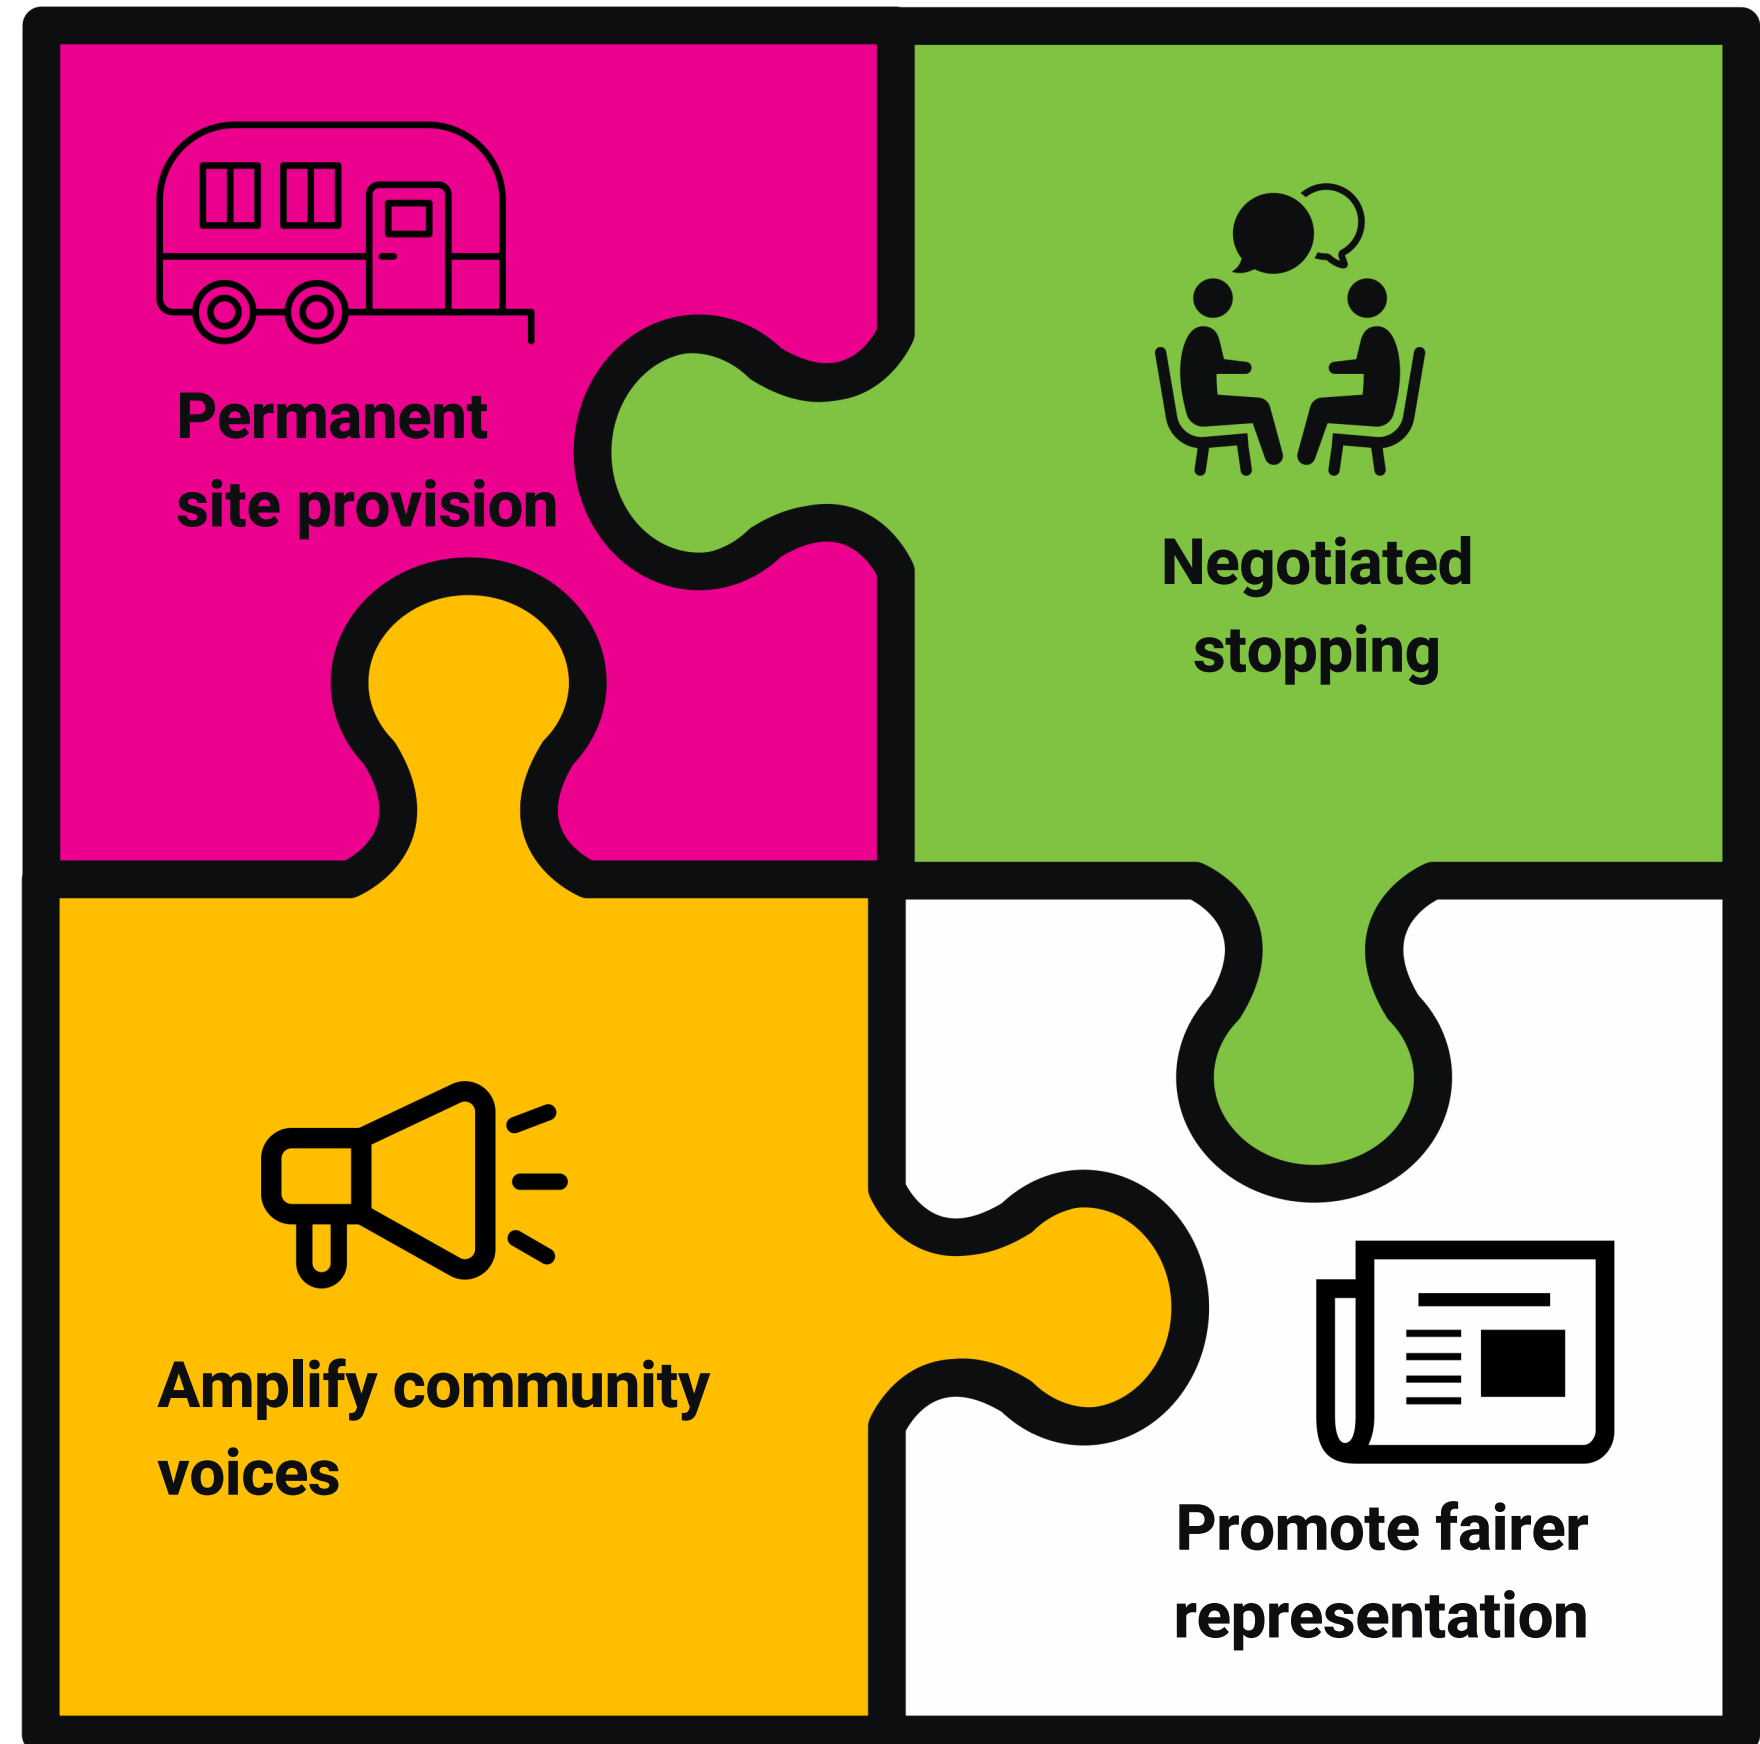 Permanent
site provision
Negotiated
stopping
Amplify community
voices
Promote fairer
representation